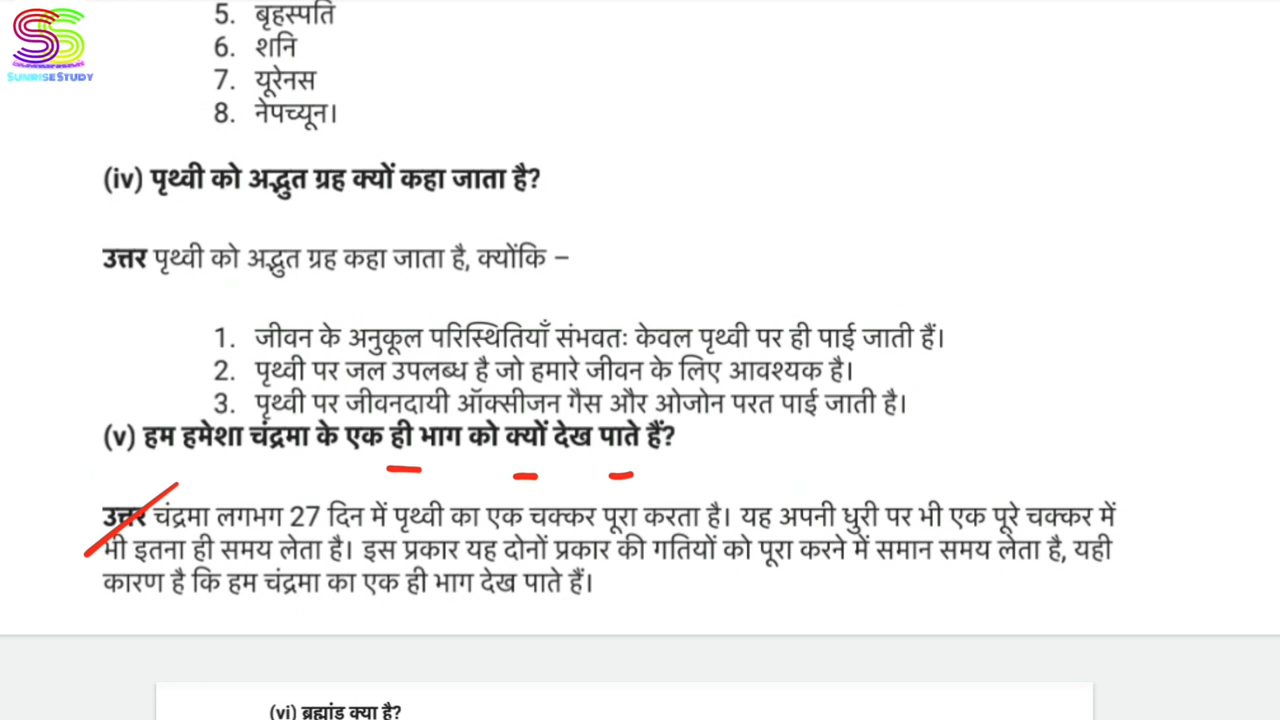 SS
SUNRISE STUDY
5. बृहस्पति
6. शनि
7. यूरेनस
8. नेपच्यून।
(iv) पृथ्वी को अद्भुत ग्रह क्यों कहा जाता है?
उत्तर पृथ्वी को अद्भुत ग्रह कहा जाता है, क्योंकि –
1. जीवन के अनुकूल परिस्थितियाँ संभवतः केवल पृथ्वी पर ही पाई जाती हैं।
2. पृथ्वी पर जल उपलब्ध है जो हमारे जीवन के लिए आवश्यक है।
3. पृथ्वी पर जीवनदायी ऑक्सीजन गैस और ओजोन परत पाई जाती है।
(v) हम हमेशा चंद्रमा के एक ही भाग को क्यों देख पाते हैं?
उत्तर चंद्रमा लगभग 27 दिन में पृथ्वी का एक चक्कर पूरा करता है। यह अपनी धुरी पर भी एक पूरे चक्कर में
भी इतना ही समय लेता है। इस प्रकार यह दोनों प्रकार की गतियों को पूरा करने में समान समय लेता है, यही
कारण है कि हम चंद्रमा का एक ही भाग देख पाते हैं।
(vi) ब्रह्मांड क्या है?